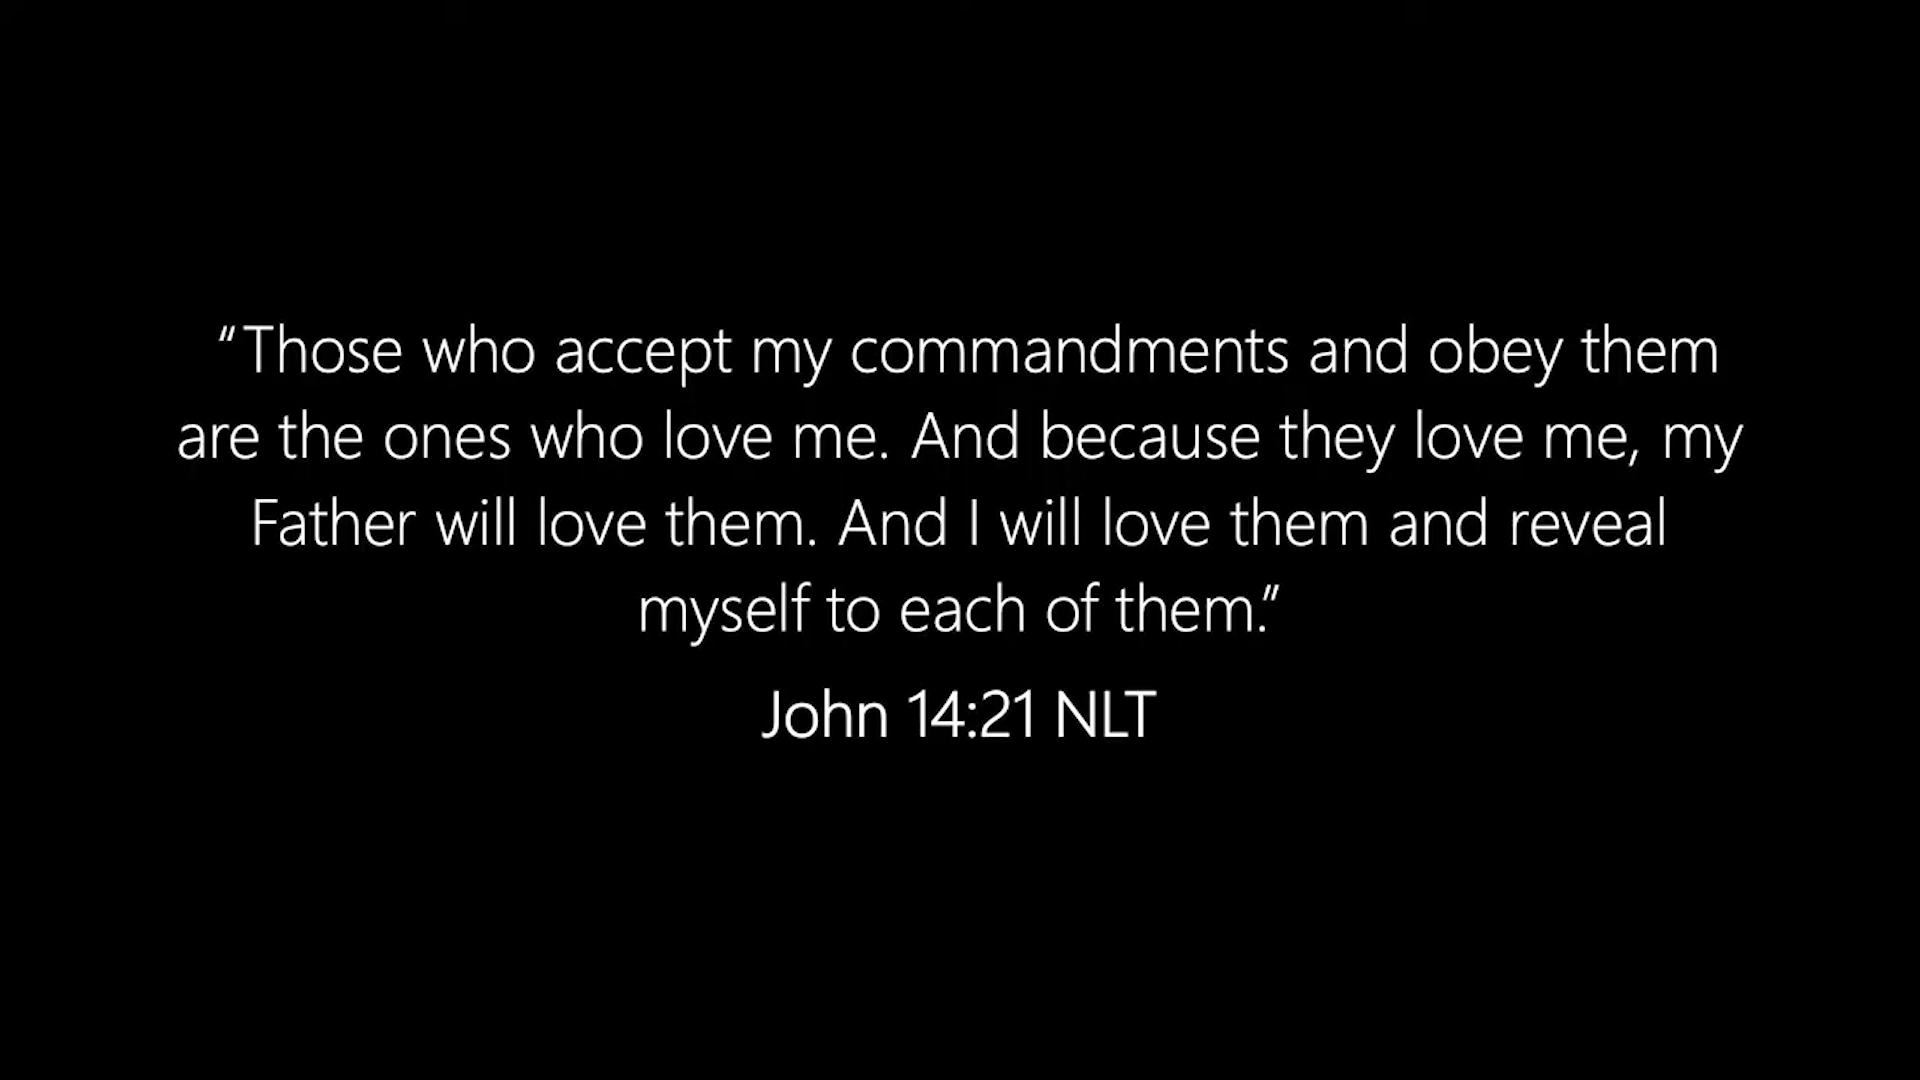 “Those who accept my commandments and obey them
are the ones who love me. And because they love me, my
Father will love them. And I will love them and reveal
myself to each of them.”
John 14:21 NLT